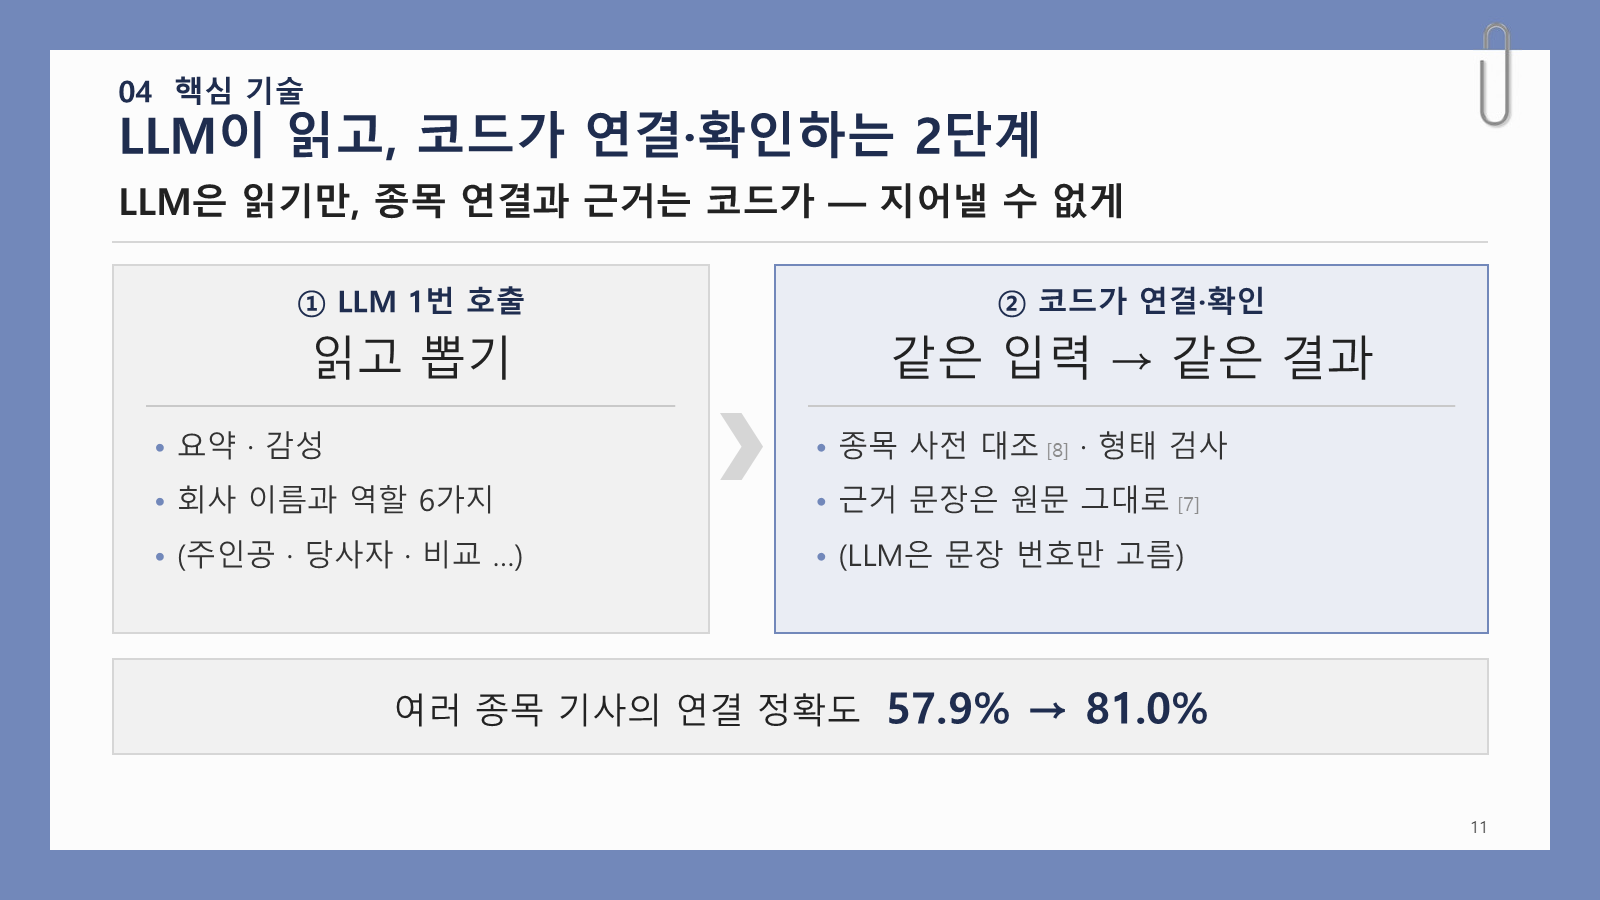 04 핵심 기술
LLM이 읽고, 코드가 연결·확인하는 2단계
LLM은 읽기만, 종목 연결과 근거는 코드가 — 지어낼 수 없게
① LLM 1번 호출
읽고 뽑기
• 요약 · 감성
• 회사 이름과 역할 6가지
• (주인공 · 당사자 · 비교 …)
② 코드가 연결·확인
같은 입력 → 같은 결과
• 종목 사전 대조 [8] · 형태 검사
• 근거 문장은 원문 그대로 [7]
• (LLM은 문장 번호만 고름)
여러 종목 기사의 연결 정확도 57.9% → 81.0%
11